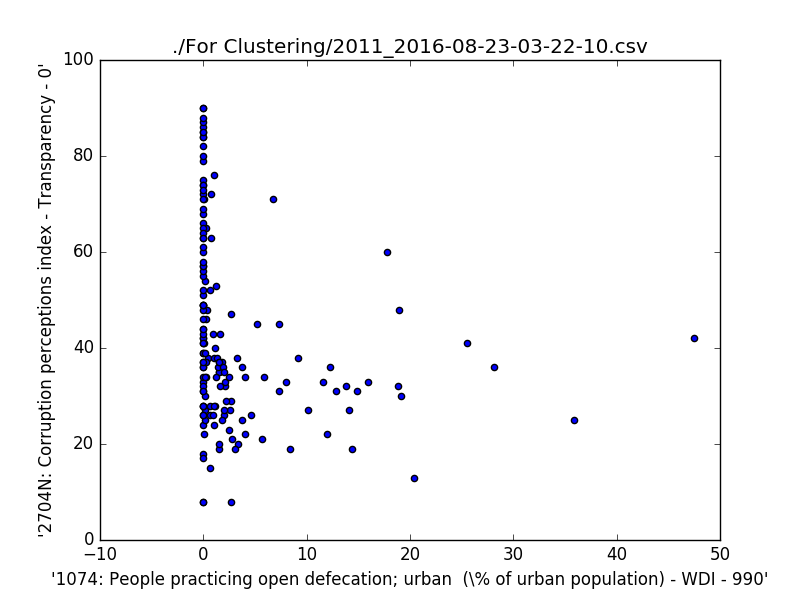 ./For Clustering/2011_2016-08-23-03-22-10.csv
100
80
60
40
20
0
'2704N: Corruption perceptions index - Transparency - 0'
−10 0 10 20 30 40 50
'1074: People practicing open defecation; urban  (\% of urban population) - WDI - 990'